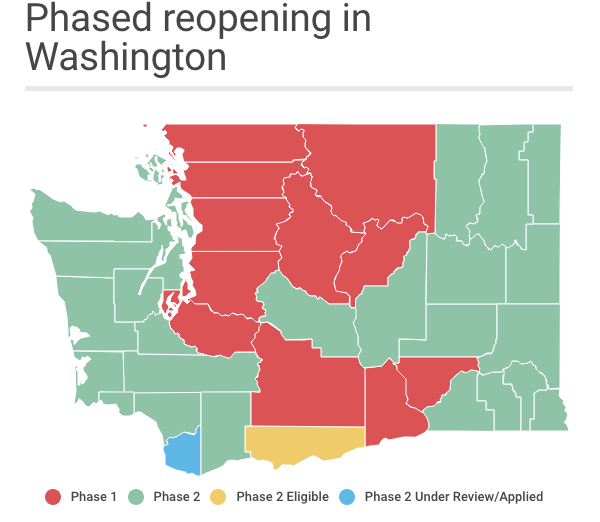 Phased reopening in
Washington
Phase 1 Phase 2 Phase 2 Eligible Phase 2 Under Review/Applied